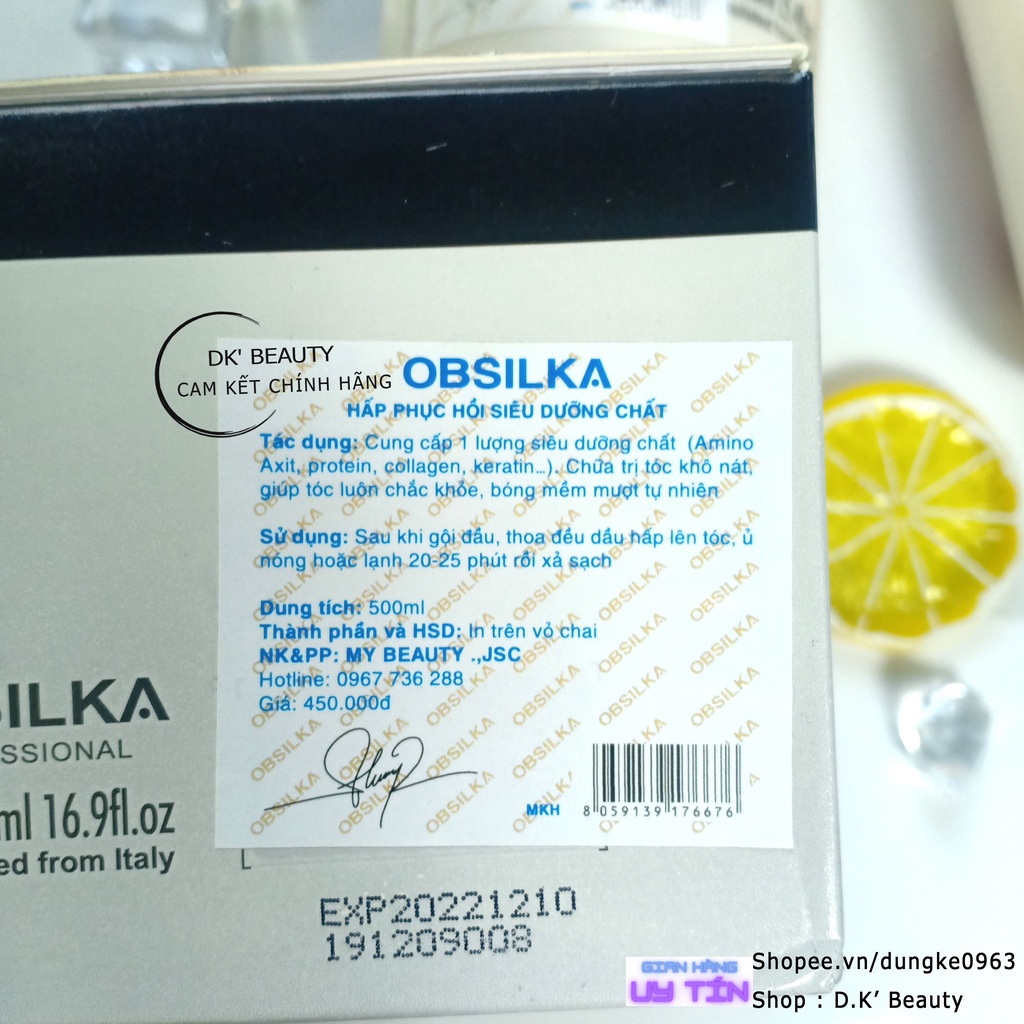 DK' BEAUTY
CAM KẾT CHÍNH HÃNG
OBSILKA
HẤP PHỤC HỒI SIÊU DƯỠNG CHẤT
Tác dụng: Cung cấp 1 lượng siêu dưỡng chất (Amino
Axit, protein, collagen, keratin...). Chữa trị tóc khô nát,
giúp tóc luôn chắc khỏe, bóng mềm mượt tự nhiên
Sử dụng: Sau khi gội đầu, thoa đều dầu hấp lên tóc, ủ
nóng hoặc lạnh 20-25 phút rồi xả sạch
Dung tích: 500ml
Thành phần và HSD: In trên vỏ chai
NK&PP: MY BEAUTY .,JSC
Hotline: 0967 736 288
Giá: 450.000đ
MKH
8 059139 176676
SILKA
SSIONAL
ml 16.9fl.oz
ed from Italy
EXP20221210
191209008
GIAN HÀNG
UY TÍN
Shopee.vn/dungke0963
Shop : D.K' Beauty